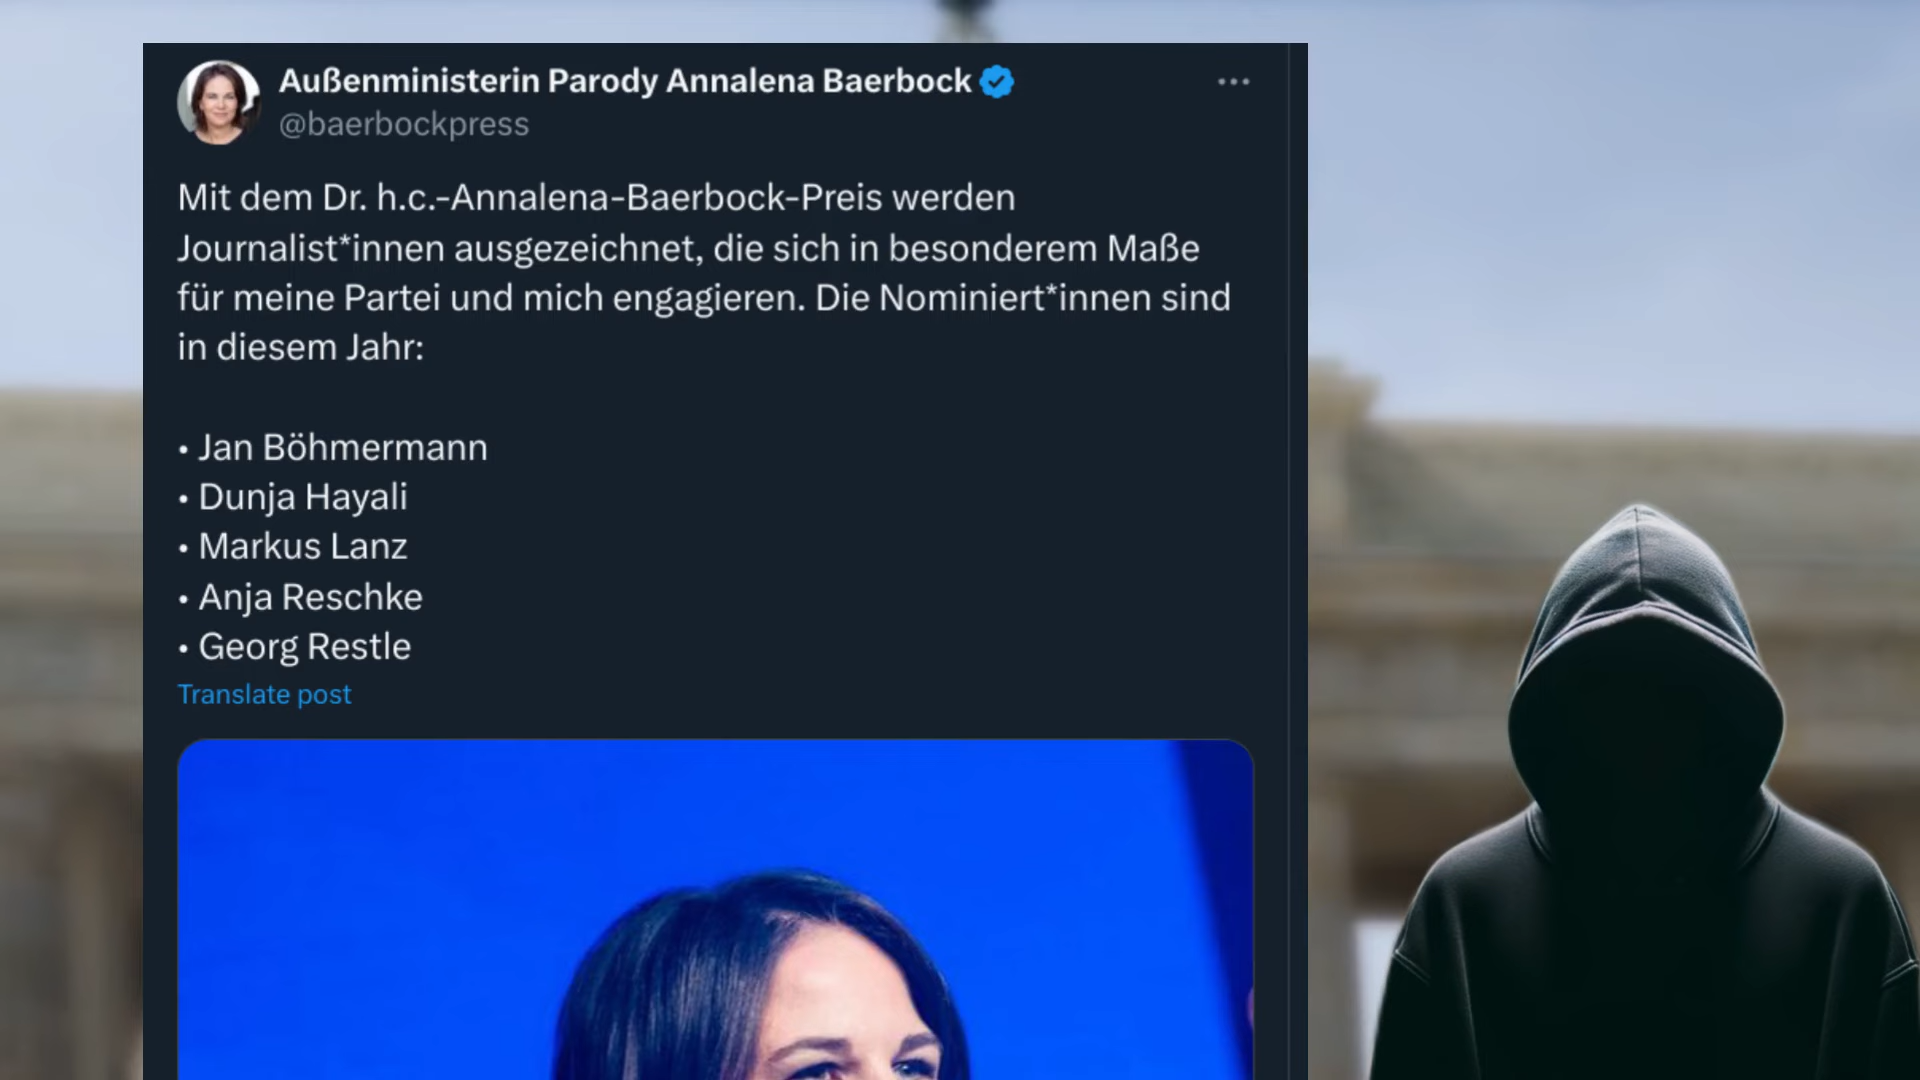 Außenministerin Parody Annalena Baerbock
@baerbockpress
Mit dem Dr. h.c.-Annalena-Baerbock-Preis werden
Journalist*innen ausgezeichnet, die sich in besonderem Maße
für meine Partei und mich engagieren. Die Nominiert*innen sind
in diesem Jahr:
• Jan Böhmermann
• Dunja Hayali
• Markus Lanz
• Anja Reschke
• Georg Restle
Translate post